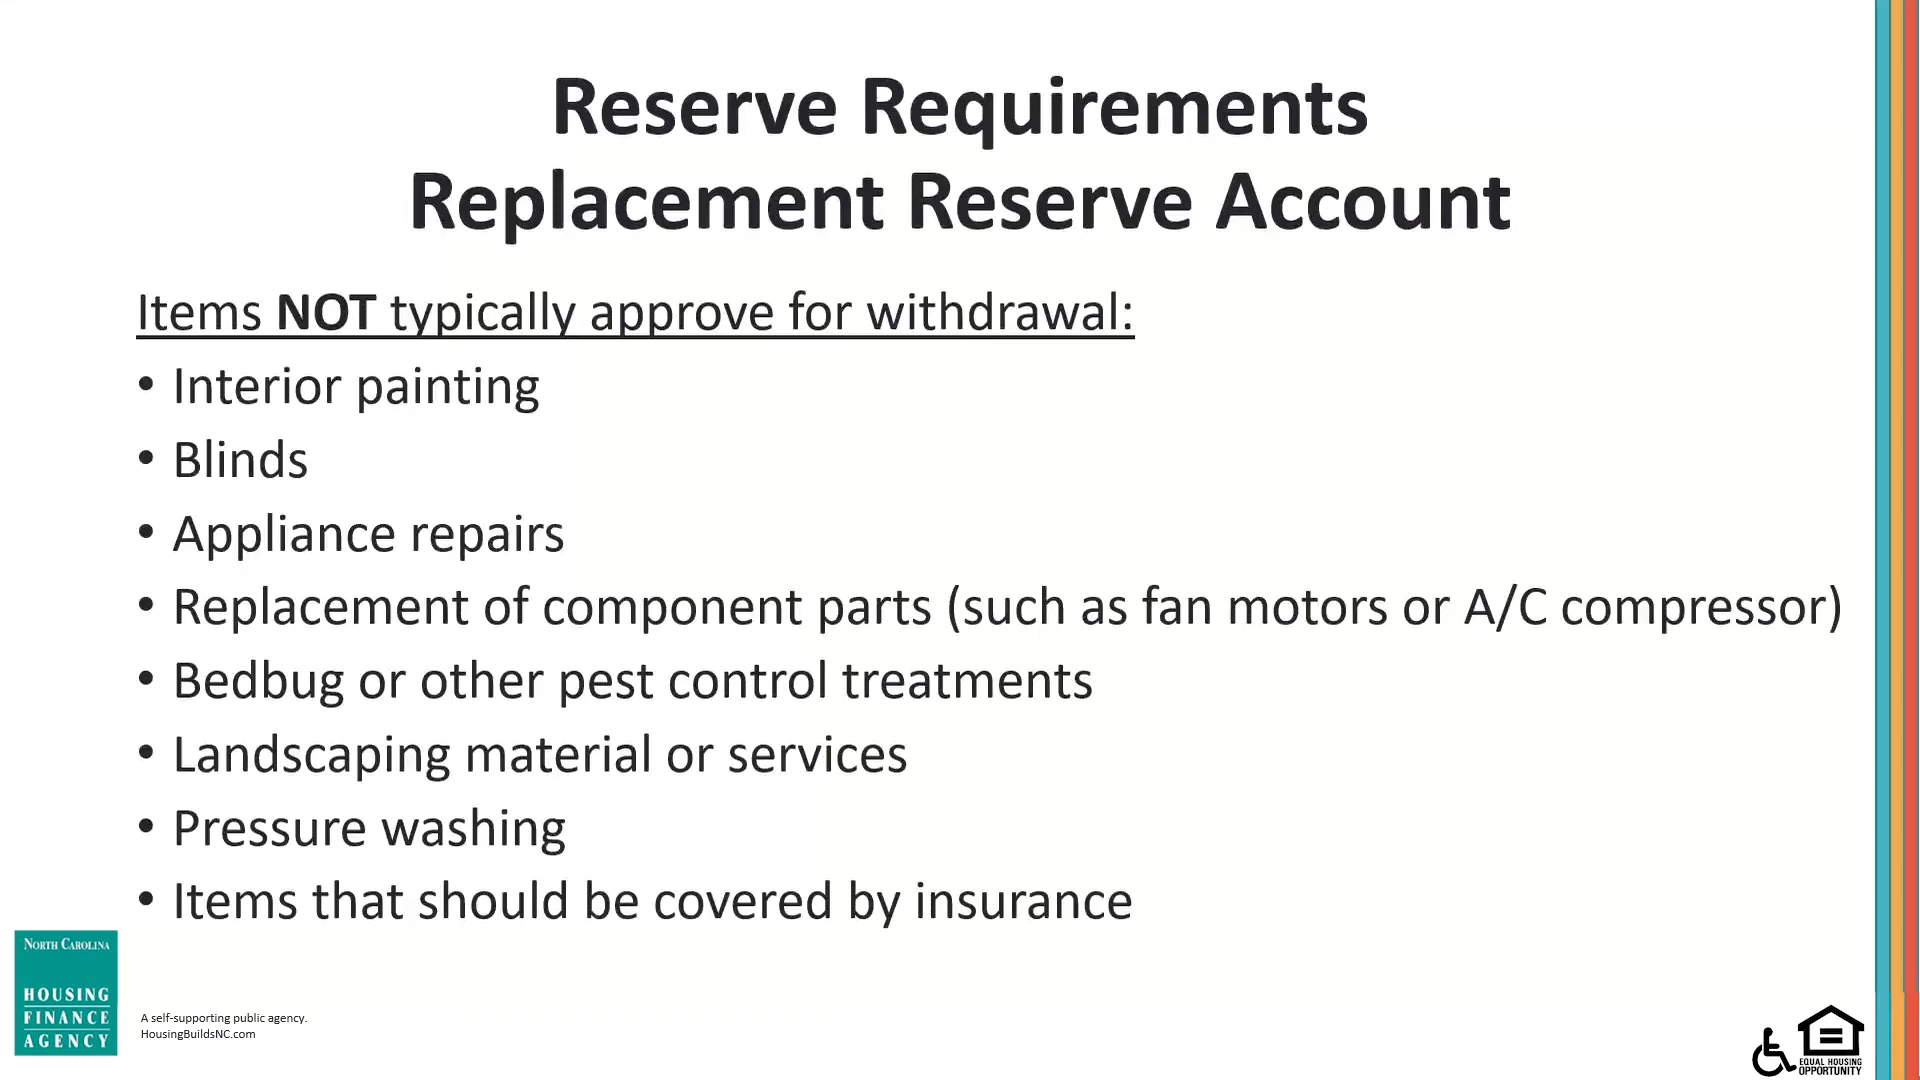 Reserve Requirements
Replacement Reserve Account
Items NOT typically approve for withdrawal:
• Interior painting
• Blinds
• Appliance repairs
• Replacement of component parts (such as fan motors or A/C compressor)
• Bedbug or other pest control treatments
• Landscaping material or services
• Pressure washing
• Items that should be covered by insurance
NORTH CAROLINA
HOUSING
FINANCE
AGENCY
A self-supporting public agency.
HousingBuildsNC.com
EQUAL HOUSING
OPPORTUNITY